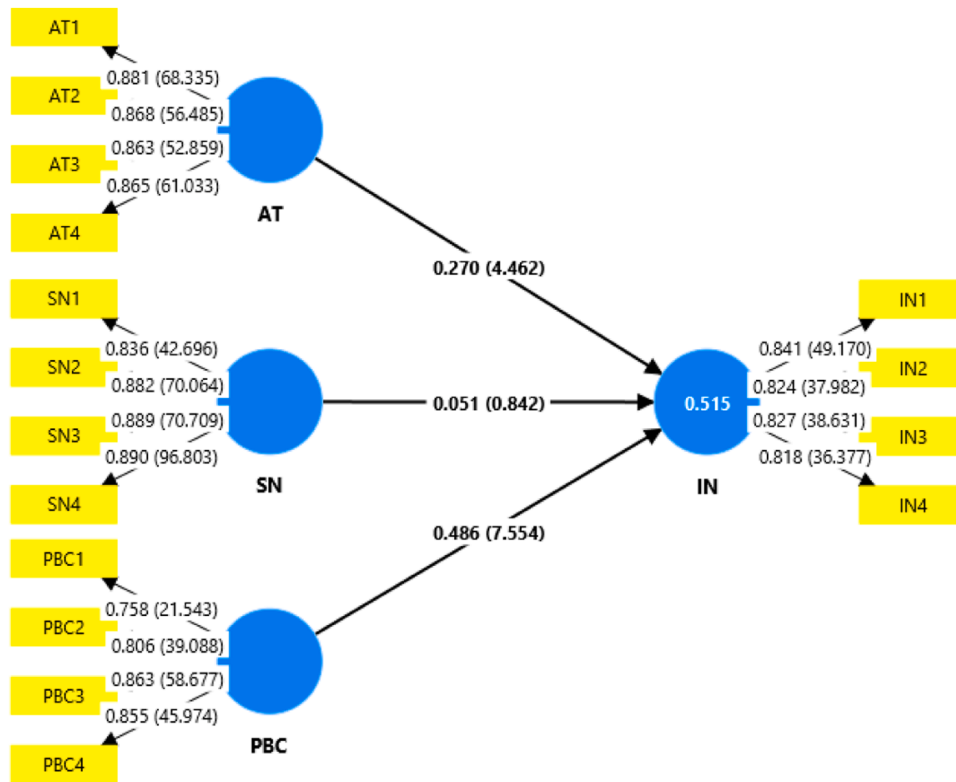 AT1
0.881 (68.335)
AT2
0.868 (56.485)
0.863 (52.859)
AT3
0.865 (61.033)
AT4
AT
0.270 (4.462)
SN1
0.836 (42.696)
SN2
0.882 (70.064)
0.889 (70.709)
SN3
0.890 (96.803)
SN4
SN
0.051 (0.842)
0.515
IN
IN1
0.841 (49.170)
IN2
0.824 (37.982)
0.827 (38.631)
IN3
0.818 (36.377)
IN4
0.486 (7.554)
PBC1
0.758 (21.543)
PBC2
0.806 (39.088)
0.863 (58.677)
PBC3
0.855 (45.974)
PBC4
PBC